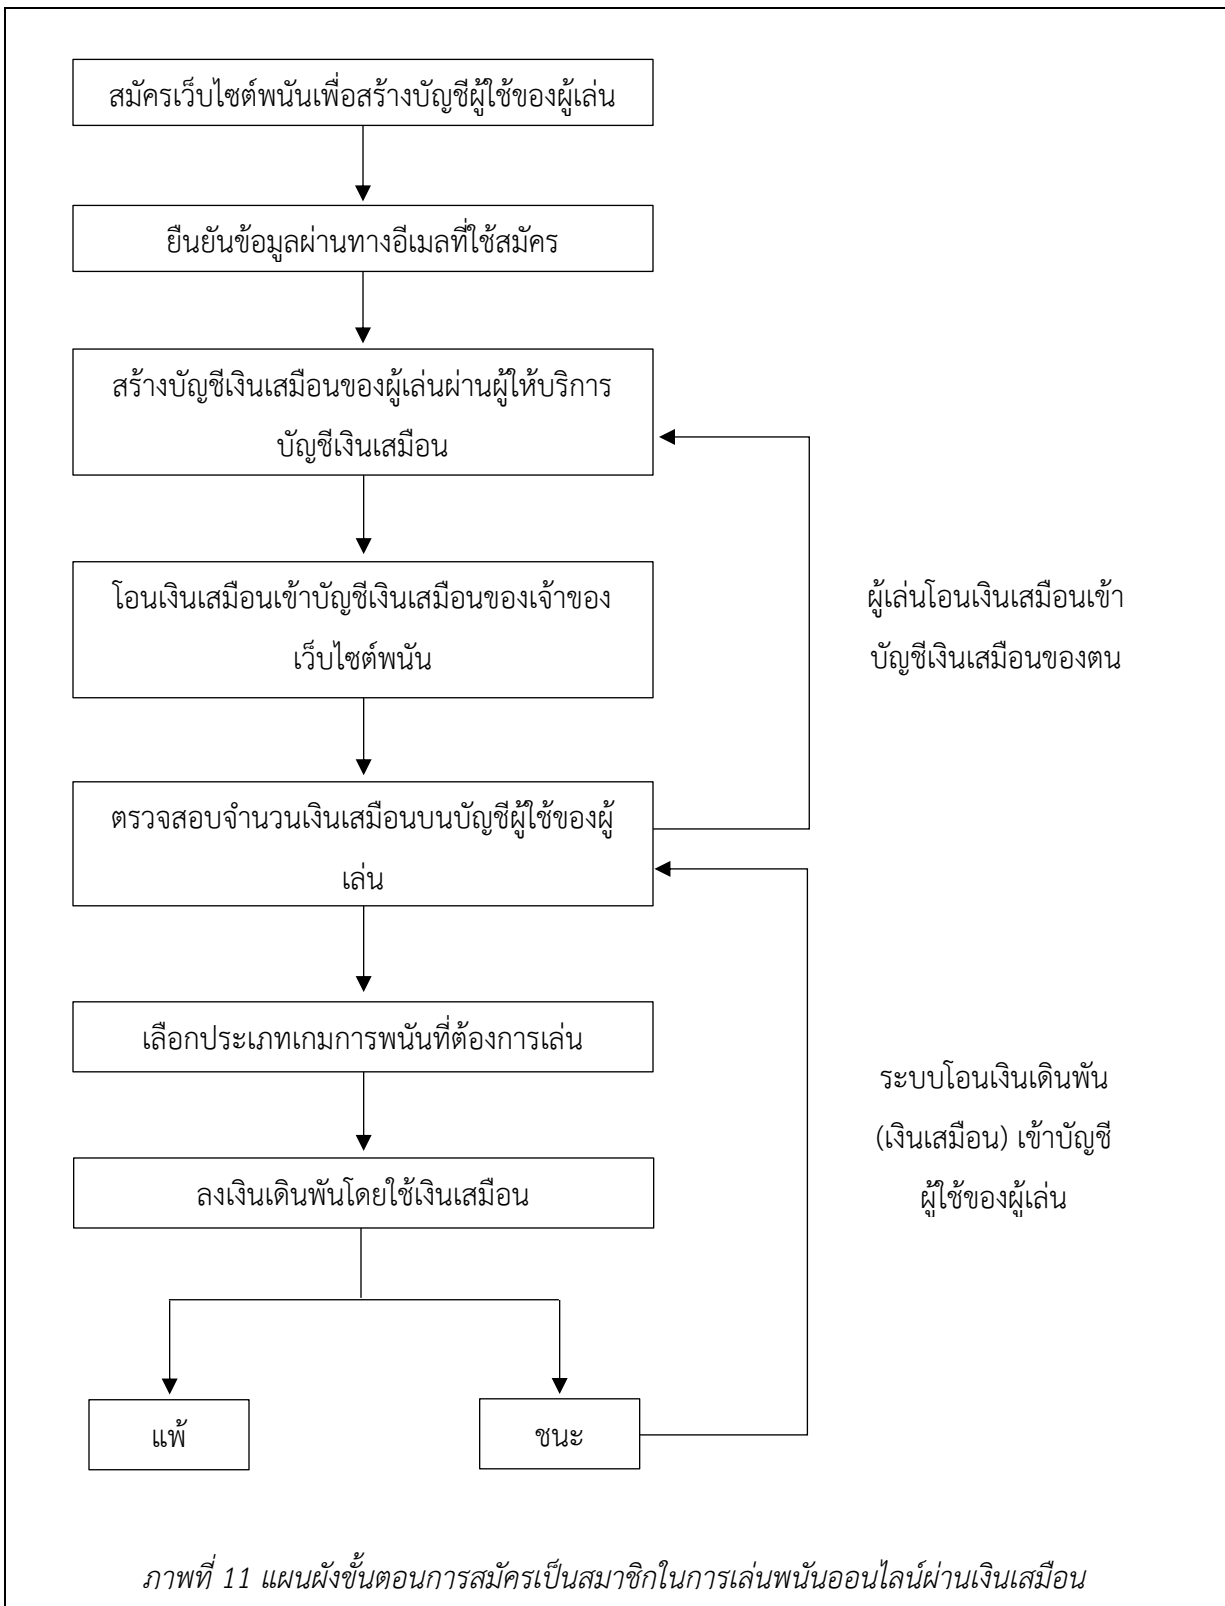 สมัครเว็บไซต์พนันเพื่อสร้างบัญชีผู้ใช้ของผู้เล่น
ยืนยันข้อมูลผ่านทางอีเมลที่ใช้สมัคร
สร้างบัญชีเงินเสมือนของผู้เล่นผ่านผู้ให้บริการ
บัญชีเงินเสมือน
โอนเงินเสมือนเข้าบัญชีเงินเสมือนของเจ้าของ
เว็บไซต์พนัน
ผู้เล่นโอนเงินเสมือนเข้า
บัญชีเงินเสมือนของตน
ตรวจสอบจำนวนเงินเสมือนบนบัญชีผู้ใช้ของผู้
เล่น
เลือกประเภทเกมการพนันที่ต้องการเล่น
ระบบโอนเงินเดินพัน
(เงินเสมือน) เข้าบัญชี
ผู้ใช้ของผู้เล่น
ลงเงินเดินพันโดยใช้เงินเสมือน
แพ้
ชนะ
ภาพที่ 11 แผนผังขั้นตอนการสมัครเป็นสมาชิกในการเล่นพนันออนไลน์ผ่านเงินเสมือน